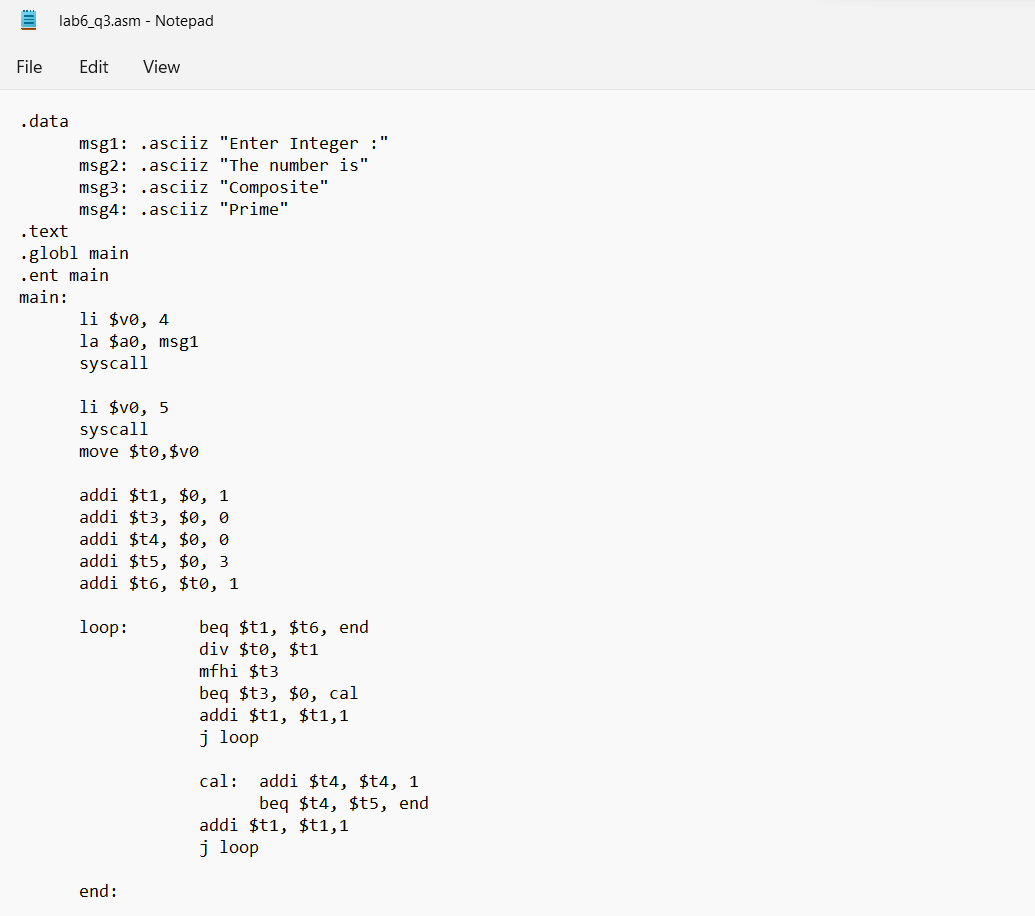 lab6_q3.asm - Notepad
File Edit View
.data
msg1: .asciiz "Enter Integer :"
msg2: .asciiz "The number is"
msg3: .asciiz "Composite"
msg4: .asciiz "Prime"
.text
.globl main
.ent main
main:
li $v0, 4
la $a0, msg1
syscall
li $v0, 5
syscall
move $t0,$v0
addi $t1, $0, 1
addi $t3, $0, 0
addi $t4, $0, 0
addi $t5, $0, 3
addi $t6, $t0, 1
loop: beq $t1, $t6, end
div $t0, $t1
mfhi $t3
beq $t3, $0, cal
addi $t1, $t1,1
j loop
cal: addi $t4, $t4, 1
beq $t4, $t5, end
addi $t1, $t1,1
j loop
end: